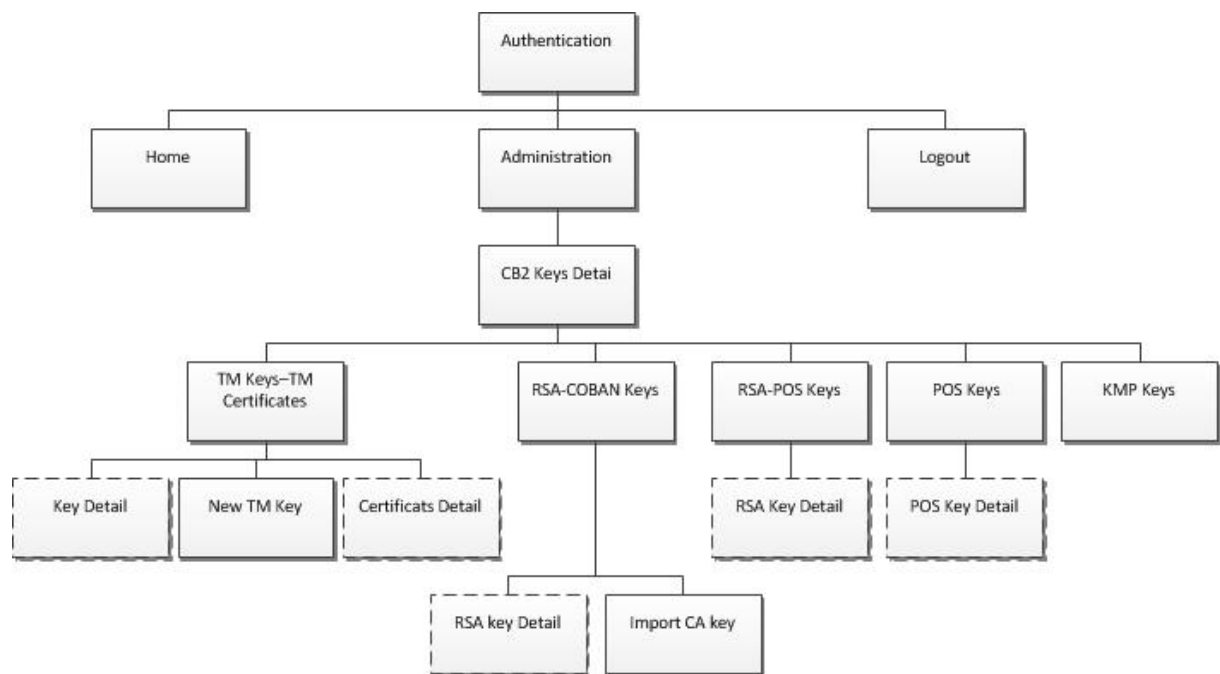 Authentication
Home
Administration
Logout
CB2 Keys Detai
TM Keys–TM
Certificates
RSA-COBAN Keys
RSA-POS Keys
POS Keys
KMP Keys
Key Detail
New TM Key
Certificats Detail
RSA Key Detail
POS Key Detail
RSA key Detail
Import CA key